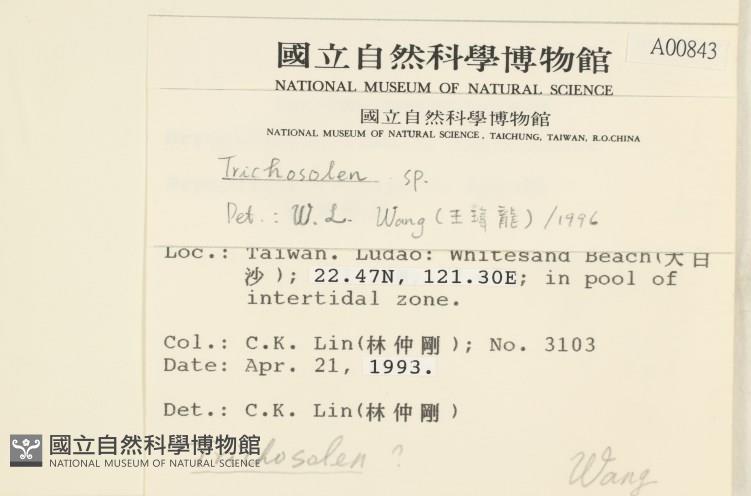 國立自然科學博物館
A00843
NATIONAL MUSEUM OF NATURAL SCIENCE
國立自然科學博物館
NATIONAL MUSEUM OF NATURAL SCIENCE, TAICHUNG, TAIWAN, R.O.CHINA
Trichosolen sp.
Det.: W.L. Wang (王瑋龍) /1996
Loc.: Taiwan. Ludao: Whitesand Beach(大白
沙); 22.47N, 121.30E; in pool of
intertidal zone.
Col.: C.K. Lin(林仲剛); No. 3103
Date: Apr. 21, 1993.
Det.: C.K. Lin(林仲剛)
國立自然科學博物館
NATIONAL MUSEUM OF NATURAL SCIENCE
Trichosolen ?
Wang